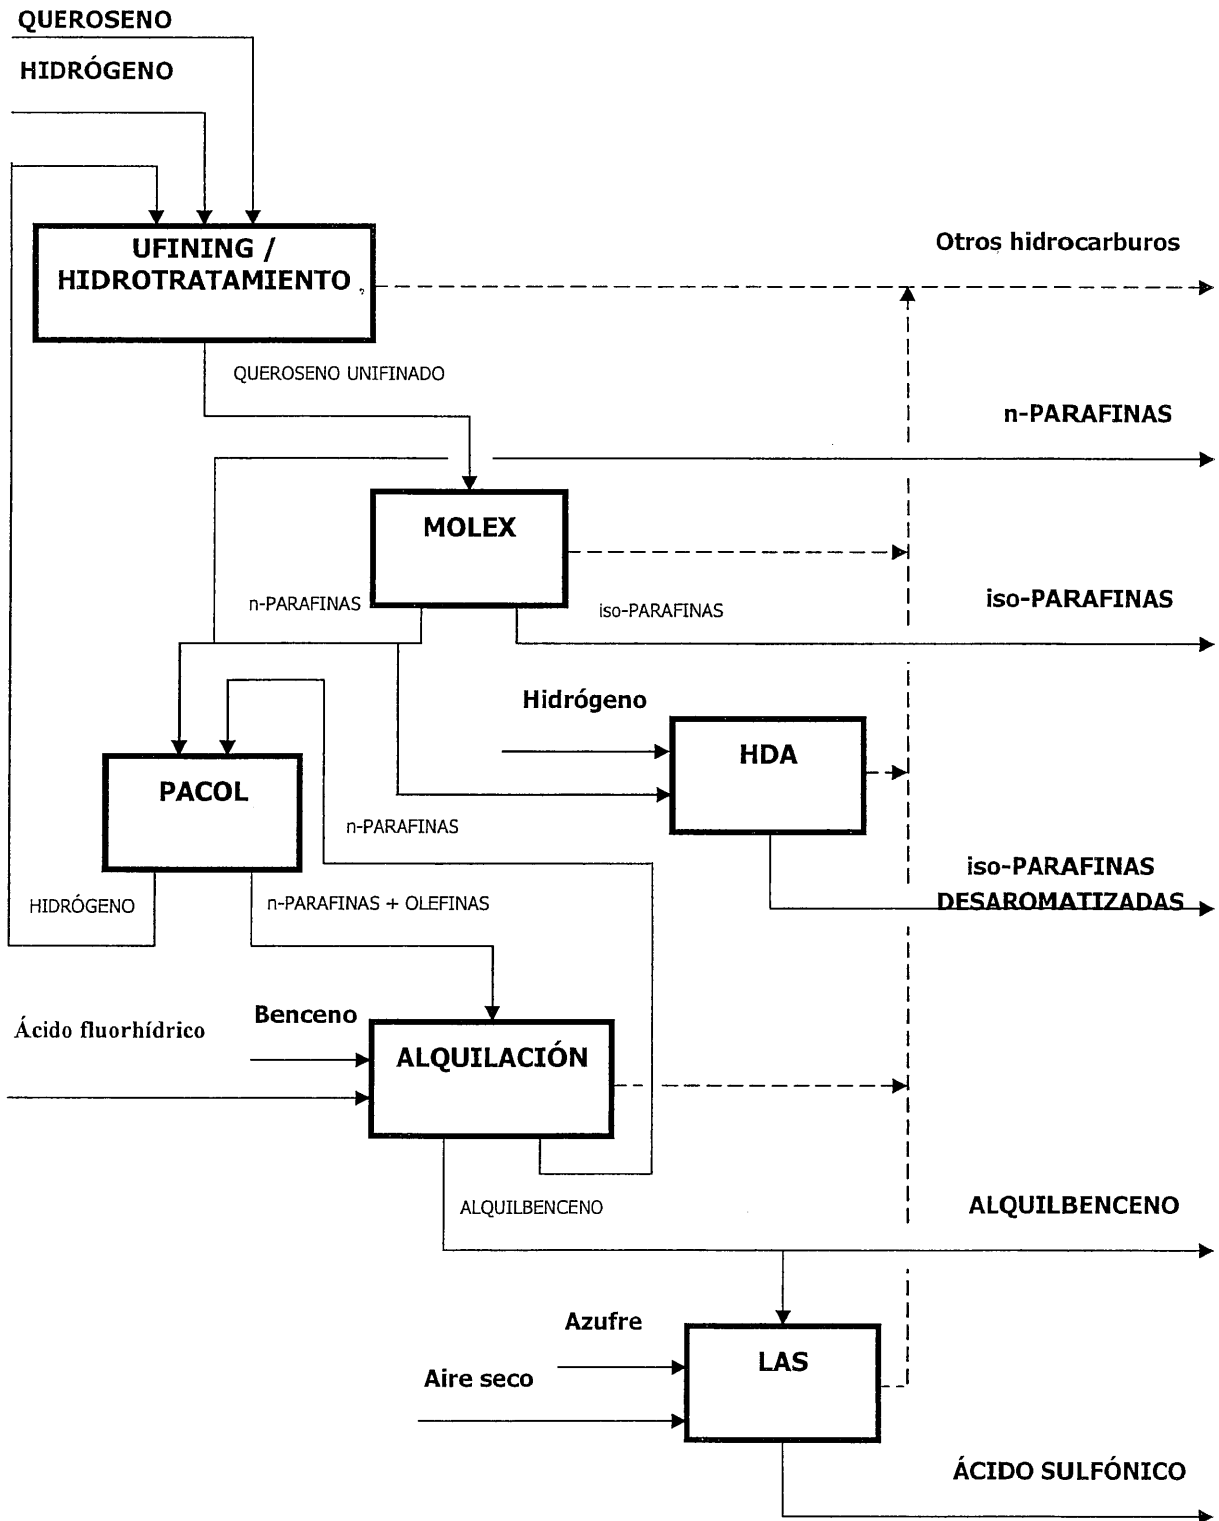 QUEROSENO
HIDRÓGENO
UFINING /
HIDROTRATAMIENTO
Otros hidrocarburos
QUEROSENO UNIFINADO
n-PARAFINAS
MOLEX
n-PARAFINAS
iso-PARAFINAS
iso-PARAFINAS
Hidrógeno
HDA
PACOL
n-PARAFINAS
iso-PARAFINAS
DESAROMATIZADAS
HIDRÓGENO
n-PARAFINAS + OLEFINAS
Ácido fluorhídrico
Benceno
ALQUILACIÓN
ALQUILBENCENO
ALQUILBENCENO
Azufre
LAS
Aire seco
ÁCIDO SULFÓNICO